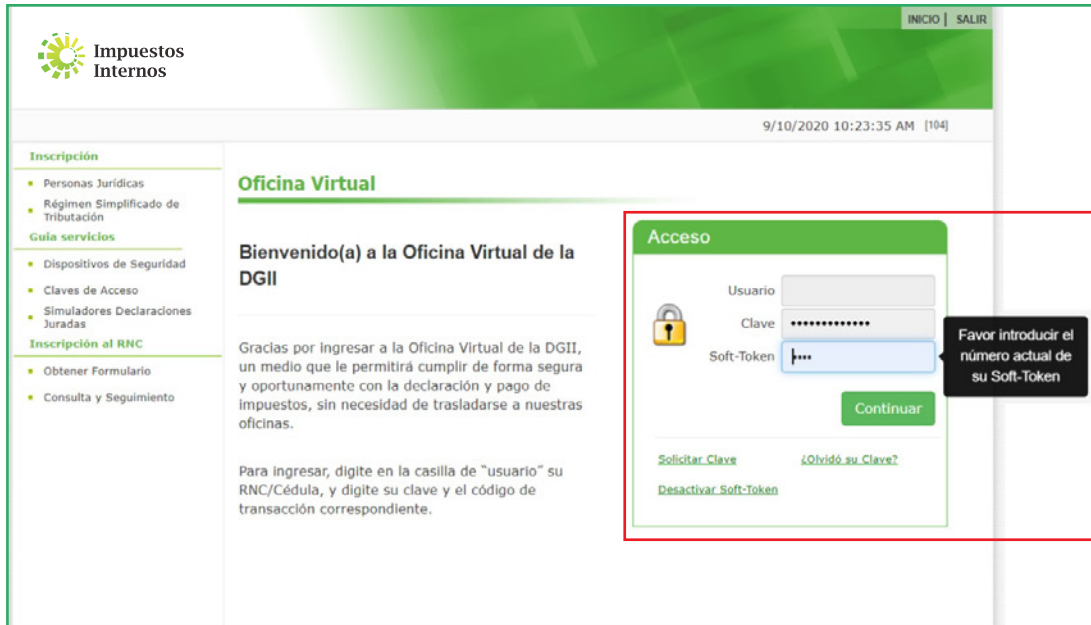 INICIO | SALIR
Impuestos
Internos
9/10/2020 10:23:35 AM [104]
Inscripción
Personas Jurídicas
Régimen Simplificado de
Tributación
Guia servicios
Dispositivos de Seguridad
Claves de Acceso
Simuladores Declaraciones
Juradas
Inscripción al RNC
Obtener Formulario
Consulta y Seguimiento
Oficina Virtual
Bienvenido(a) a la Oficina Virtual de la
DGII
Gracias por ingresar a la Oficina Virtual de la DGII,
un medio que le permitirá cumplir de forma segura
y oportunamente con la declaración y pago de
impuestos, sin necesidad de trasladarse a nuestras
oficinas.
Para ingresar, digite en la casilla de "usuario" su
RNC/Cédula, y digite su clave y el código de
transacción correspondiente.
Acceso
Usuario
Clave •••••••••••••
Soft-Token ••••
Continuar
Solicitar Clave ¿Olvidó su Clave?
Desactivar Soft-Token
Favor introducir el
número actual de
su Soft-Token